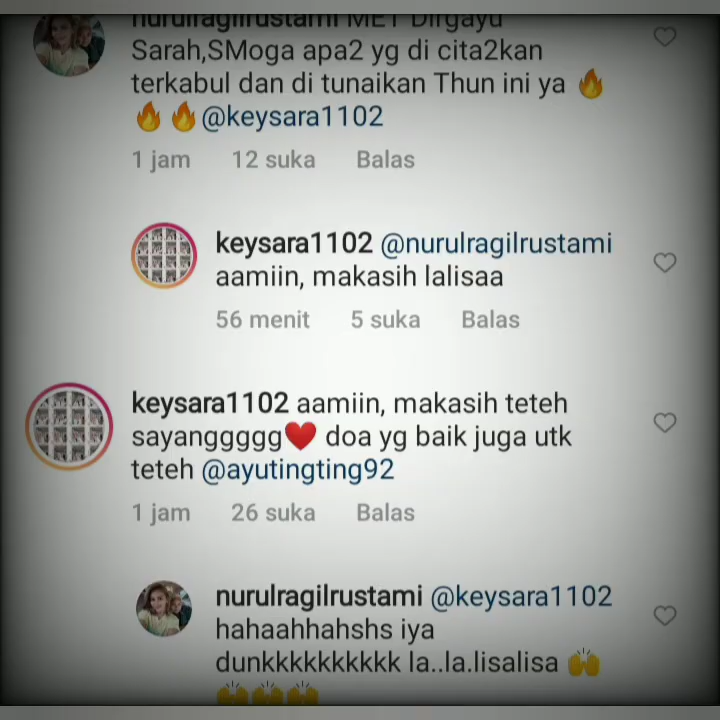 nurulragilrustami MET Dirgayu
Sarah,SMoga apa2 yg di cita2kan
terkabul dan di tunaikan Thun ini ya 🔥
🔥🔥@keysara1102
1 jam 12 suka Balas
keysara1102 @nurulragilrustami
aamiin, makasih lalisaa
56 menit 5 suka Balas
keysara1102 aamiin, makasih teteh
sayanggggg❤️ doa yg baik juga utk
teteh @ayutingting92
1 jam 26 suka Balas
nurulragilrustami @keysara1102
hahaahhahshs iya
dunkkkkkkkkkk la..la.lisalisa 🙌
🙌🙌🙌